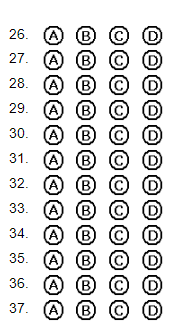 26. A B C D
27. A B C D
28. A B C D
29. A B C D
30. A B C D
31. A B C D
32. A B C D
33. A B C D
34. A B C D
35. A B C D
36. A B C D
37. A B C D